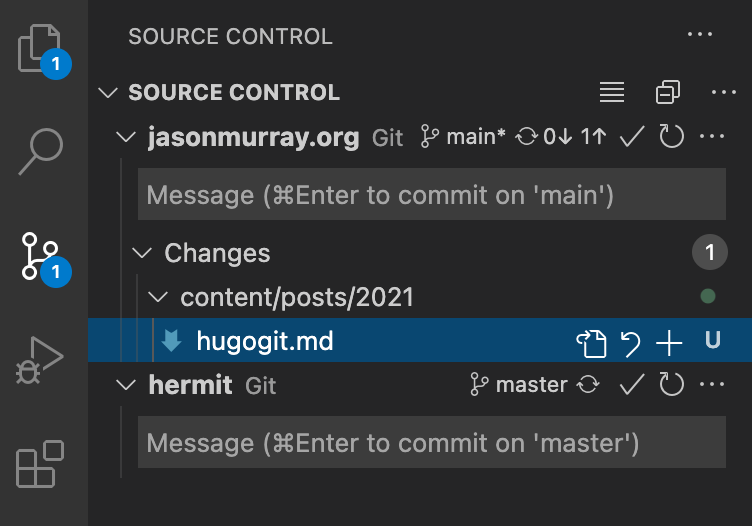 SOURCE CONTROL ...
SOURCE CONTROL ...
jasonmurray.org Git main* 0↓ 1↑ ...
Message (⌘Enter to commit on 'main')
Changes 1
content/posts/2021
hugogit.md U
hermit Git master ...
Message (⌘Enter to commit on 'master')
1
1